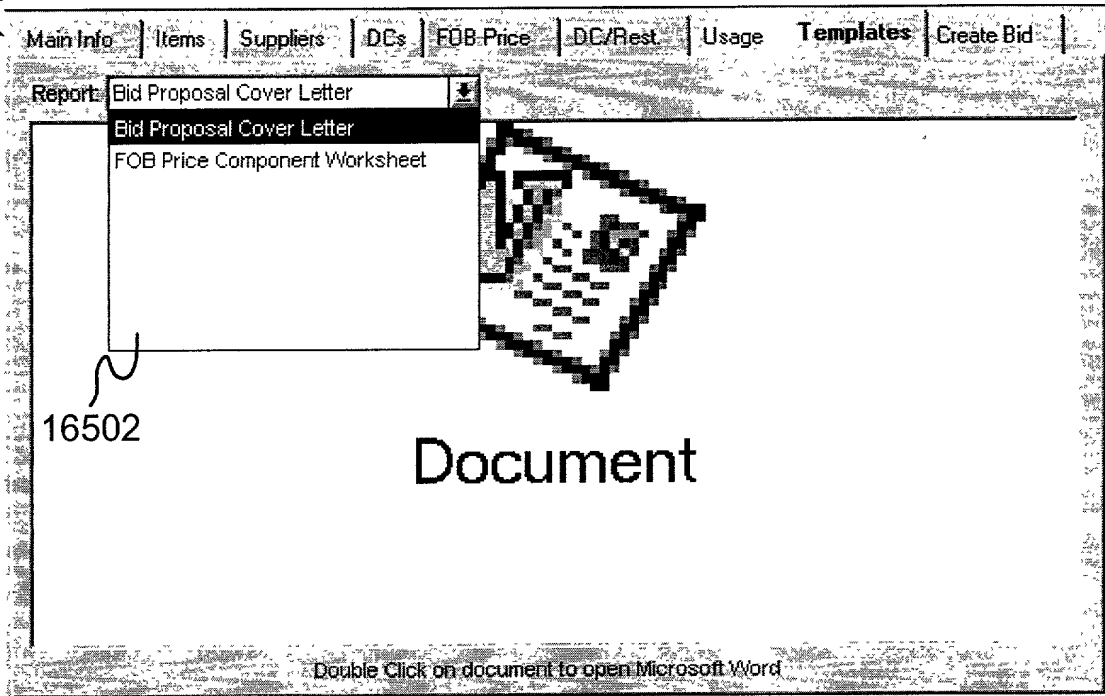 Main Info Items Suppliers DCs FOB Price DC/Rest. Usage Templates Create Bid
Report: Bid Proposal Cover Letter
Bid Proposal Cover Letter
FOB Price Component Worksheet
16502
Document
Double Click on document to open Microsoft Word